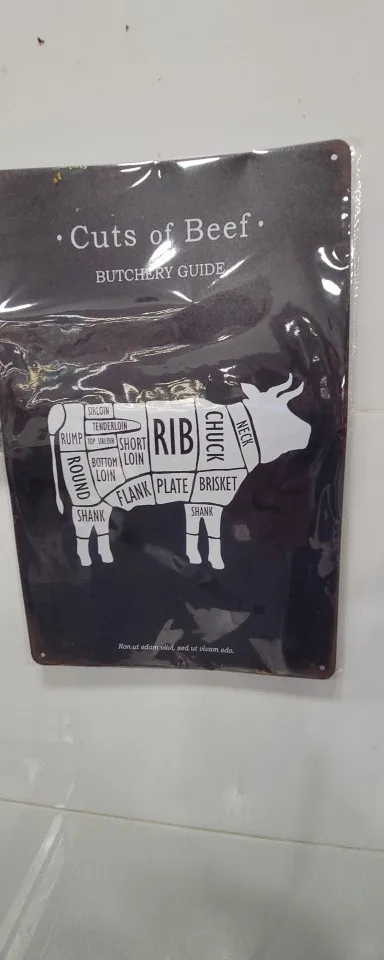 · Cuts of Beef ·
BUTCHERY GUIDE
SIRLOIN
TENDERLOIN
RUMP
TOP SIRLOIN
SHORT
LOIN
RIB
CHUCK
NECK
BOTTOM
LOIN
ROUND
FLANK
PLATE
BRISKET
SHANK
SHANK
Non ut edam vivi, sed ut vivam edo.